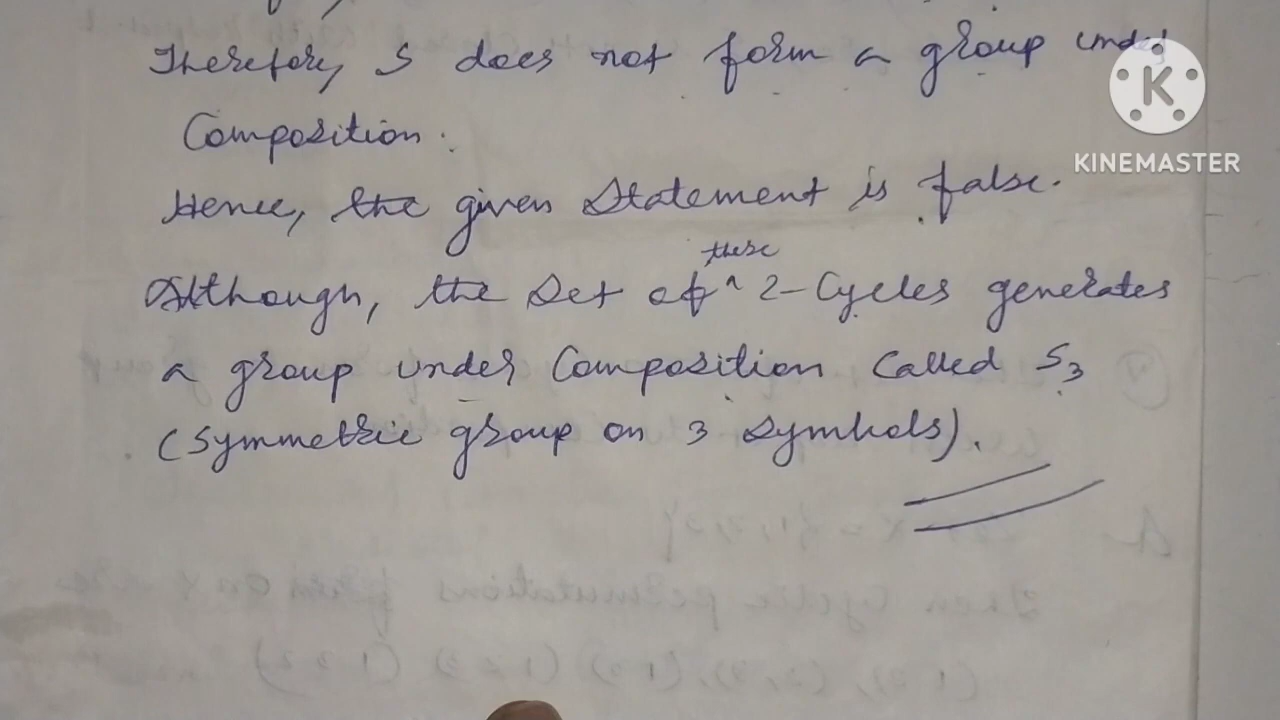 Therefore, S does not form a group under
Composition.
Hence, the given statement is false.
Although, the set of ^ these 2-Cycles generates
a group under Composition Called S3
(Symmetric group on 3 symbols).
K
KINEMASTER